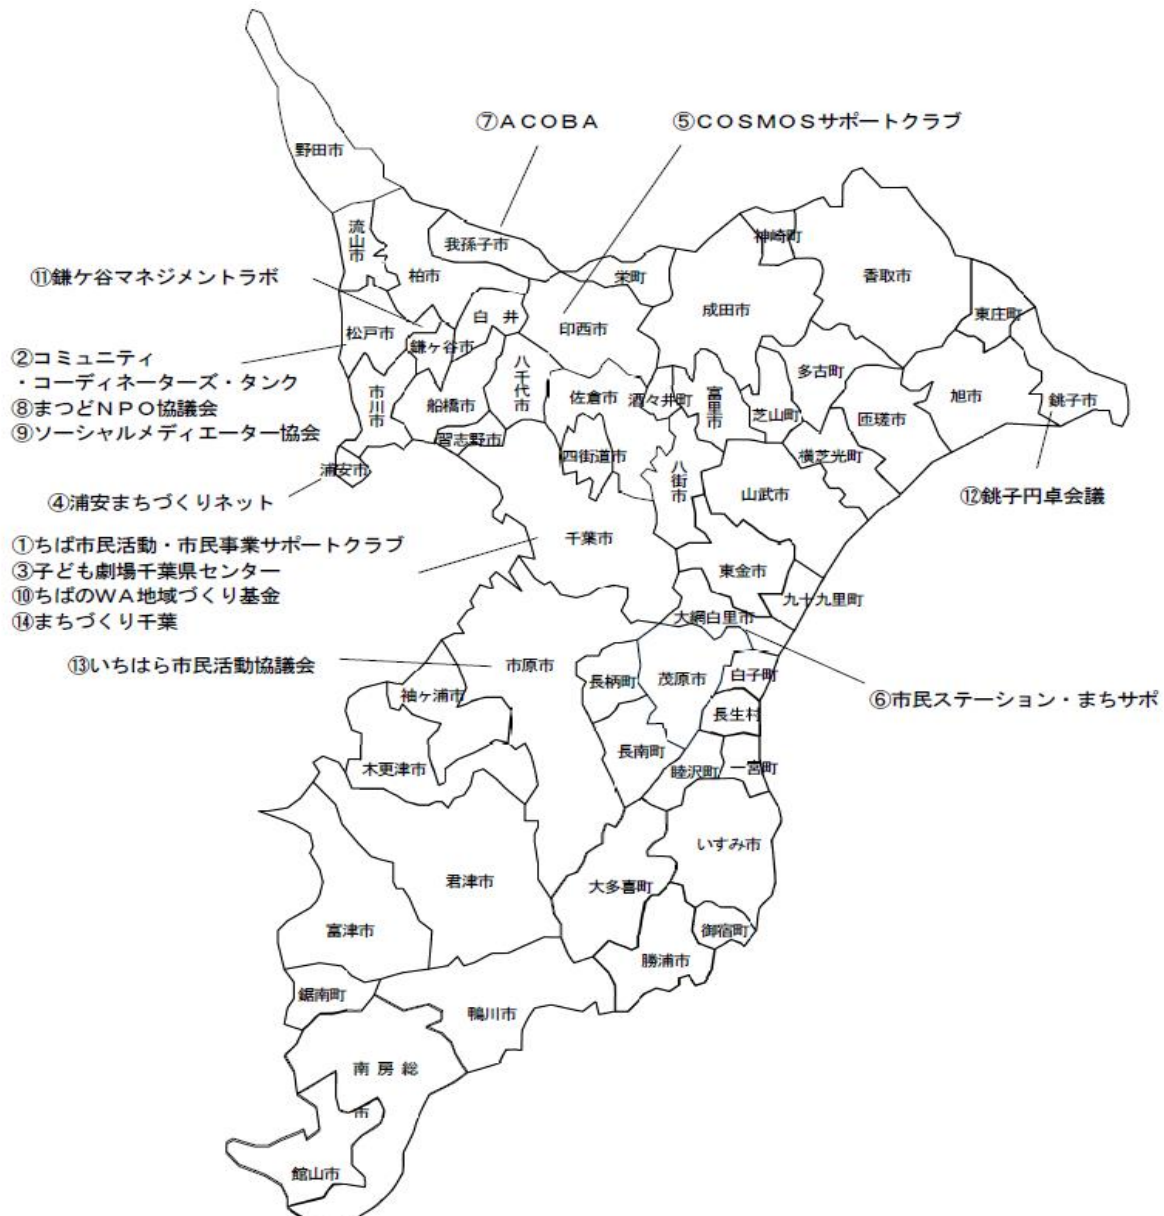 ⑦ＡＣＯＢＡ
⑤ＣＯＳＭＯＳサポートクラブ
野田市
流山市
我孫子市
神崎町
⑪鎌ケ谷マネジメントラボ
柏市
栄町
香取市
白井
成田市
東庄町
印西市
松戸市
鎌ヶ谷市
②コミュニティ
・コーディネーターズ・タンク
⑧まつどＮＰＯ協議会
⑨ソーシャルメディエーター協会
八千代市
多古町
市川市
船橋市
佐倉市
酒々井町
富里市
芝山町
匝瑳市
旭市
銚子市
習志野市
四街道市
八街市
横芝光町
浦安市
山武市
④浦安まちづくりネット
⑫銚子円卓会議
①ちば市民活動・市民事業サポートクラブ
③子ども劇場千葉県センター
⑩ちばのＷＡ地域づくり基金
⑭まちづくり千葉
千葉市
東金市
九十九里町
大網白里市
⑬いちはら市民活動協議会
市原市
長柄町
茂原市
白子町
袖ヶ浦市
⑥市民ステーション・まちサポ
長生村
長南町
木更津市
睦沢町
一宮町
いすみ市
君津市
大多喜町
富津市
御宿町
勝浦市
鋸南町
鴨川市
南房総
市
館山市